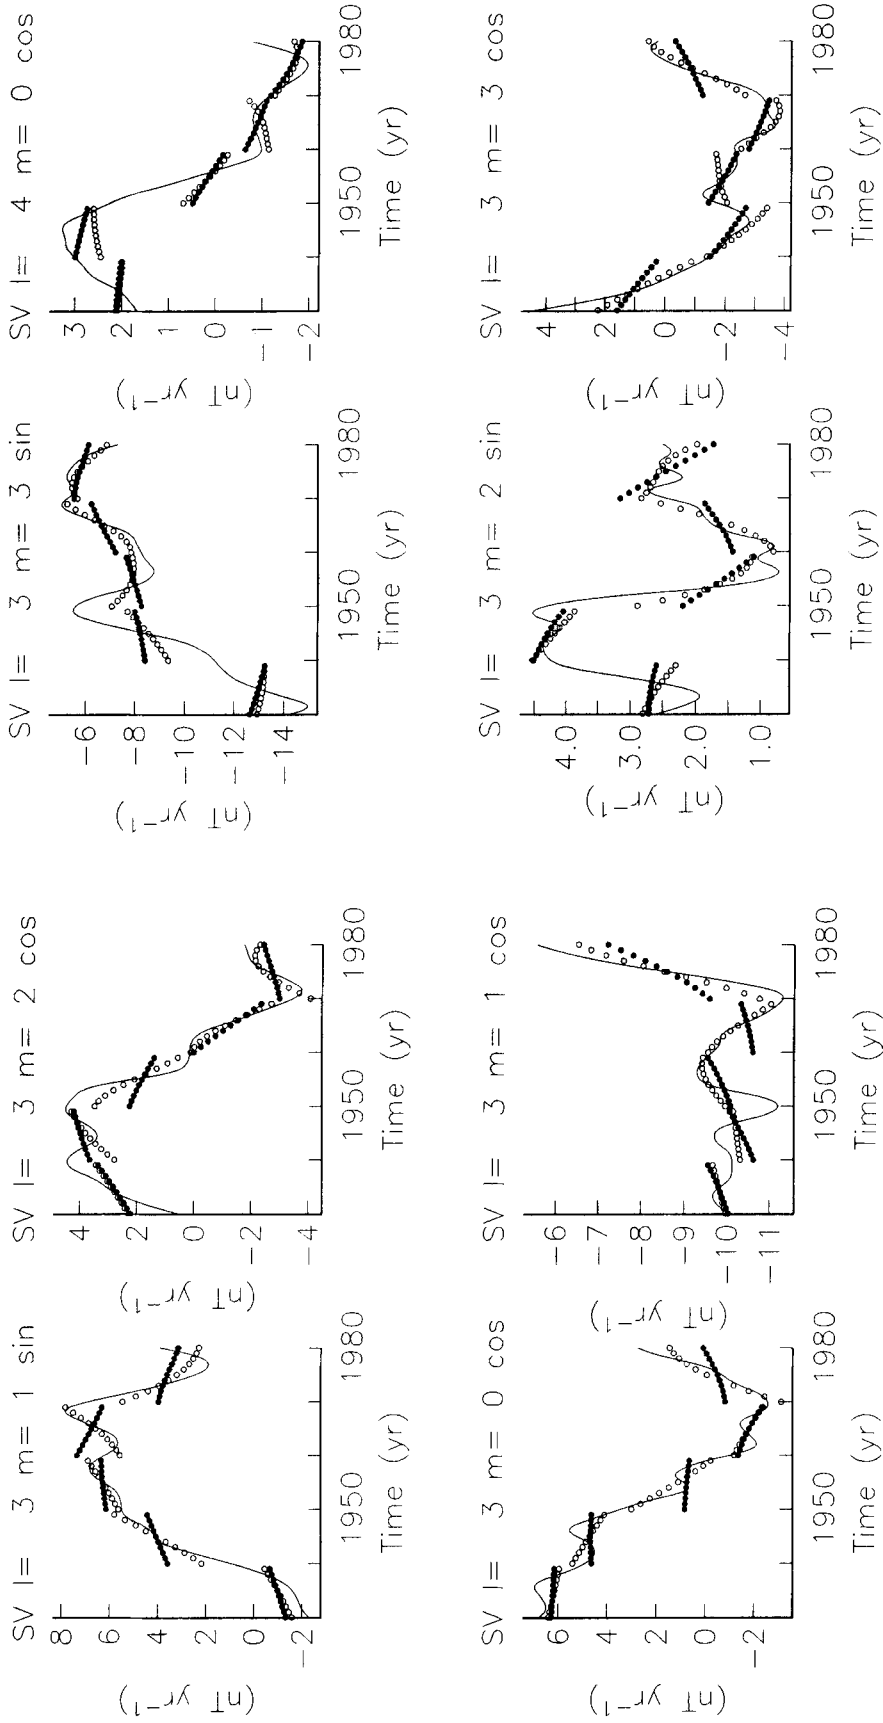 SV l= 3 m= 1 sin
8
6
4
2
0
-2
(nT yr⁻¹)
1950
1980
Time (yr)
SV l= 3 m= 2 cos
4
2
0
-2
-4
(nT yr⁻¹)
1950
1980
Time (yr)
SV l= 3 m= 3 sin
-6
-8
-10
-12
-14
(nT yr⁻¹)
1950
1980
Time (yr)
SV l= 4 m= 0 cos
3
2
1
0
-1
-2
(nT yr⁻¹)
1950
1980
Time (yr)
SV l= 3 m= 0 cos
6
4
2
0
-2
(nT yr⁻¹)
1950
1980
Time (yr)
SV l= 3 m= 1 cos
-6
-7
-8
-9
-10
-11
(nT yr⁻¹)
1950
1980
Time (yr)
SV l= 3 m= 2 sin
4.0
3.0
2.0
1.0
(nT yr⁻¹)
1950
1980
Time (yr)
SV l= 3 m= 3 cos
4
2
0
-2
-4
(nT yr⁻¹)
1950
1980
Time (yr)